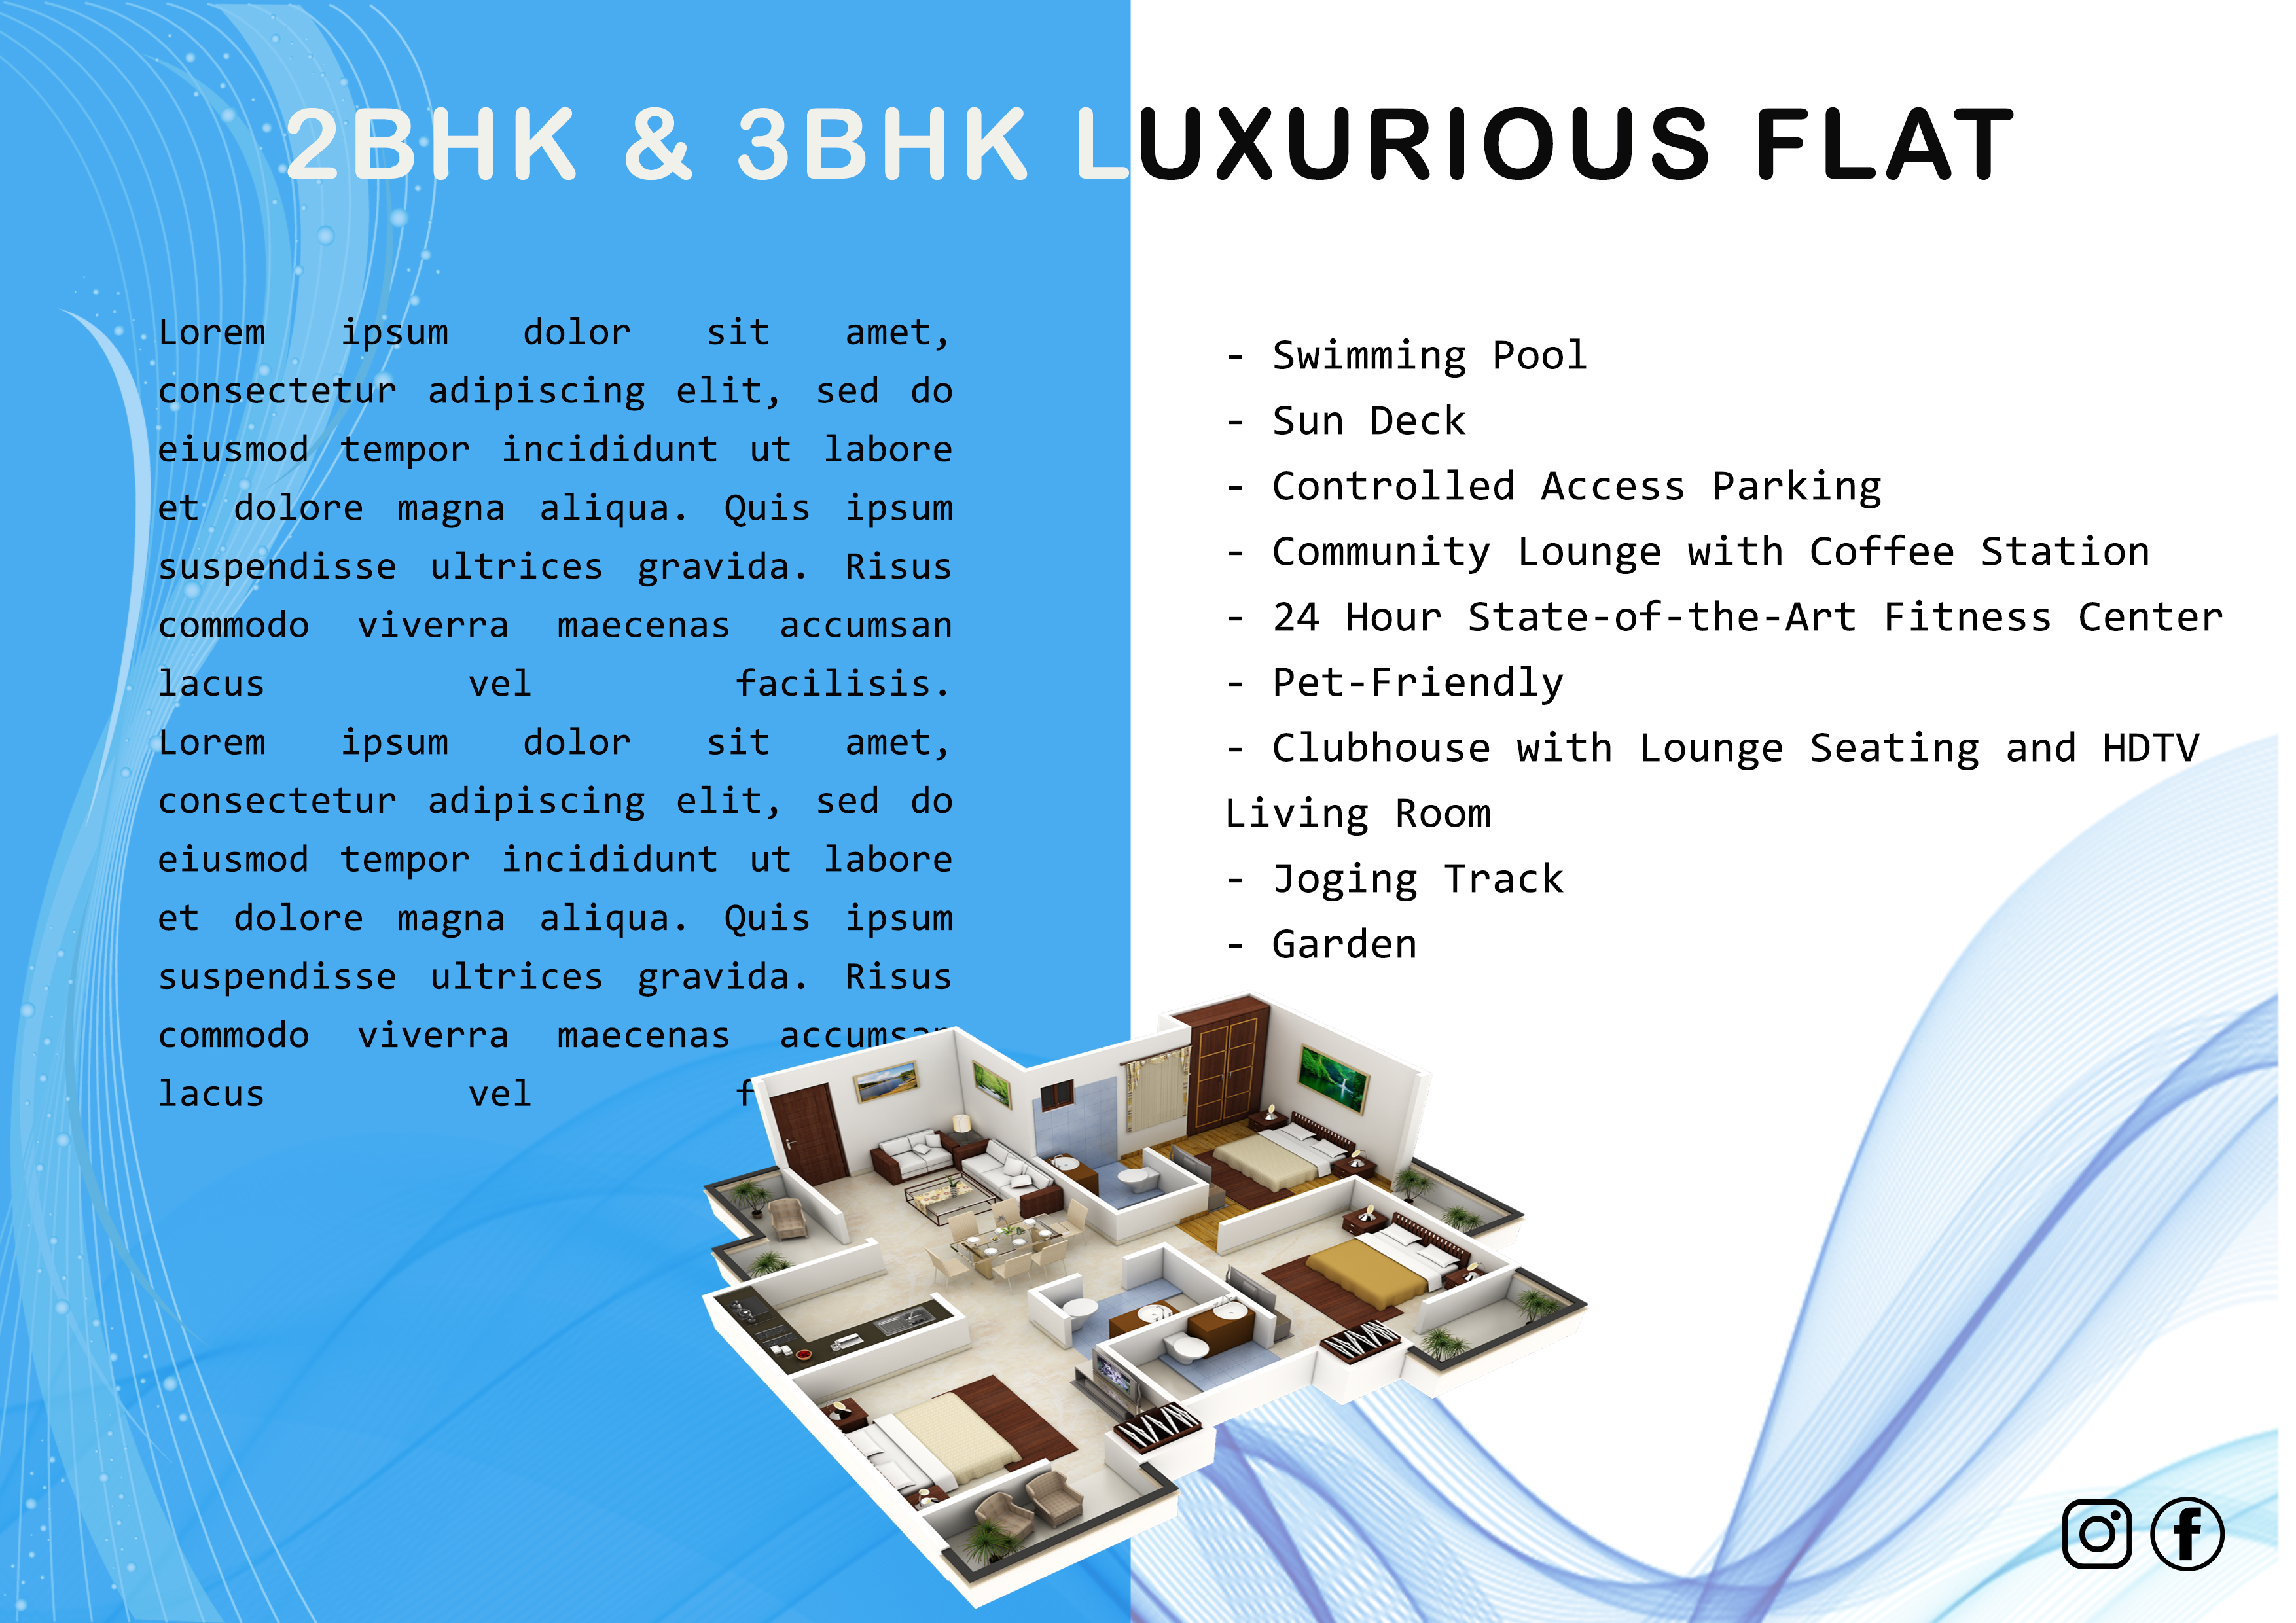 2BHK & 3BHK LUXURIOUS FLAT
Lorem ipsum dolor sit amet,
consectetur adipiscing elit, sed do
eiusmod tempor incididunt ut labore
et dolore magna aliqua. Quis ipsum
suspendisse ultrices gravida. Risus
commodo viverra maecenas accumsan
lacus vel facilisis.
Lorem ipsum dolor sit amet,
consectetur adipiscing elit, sed do
eiusmod tempor incididunt ut labore
et dolore magna aliqua. Quis ipsum
suspendisse ultrices gravida. Risus
commodo viverra maecenas accumsan
lacus vel
- Swimming Pool
- Sun Deck
- Controlled Access Parking
- Community Lounge with Coffee Station
- 24 Hour State-of-the-Art Fitness Center
- Pet-Friendly
- Clubhouse with Lounge Seating and HDTV
Living Room
- Joging Track
- Garden